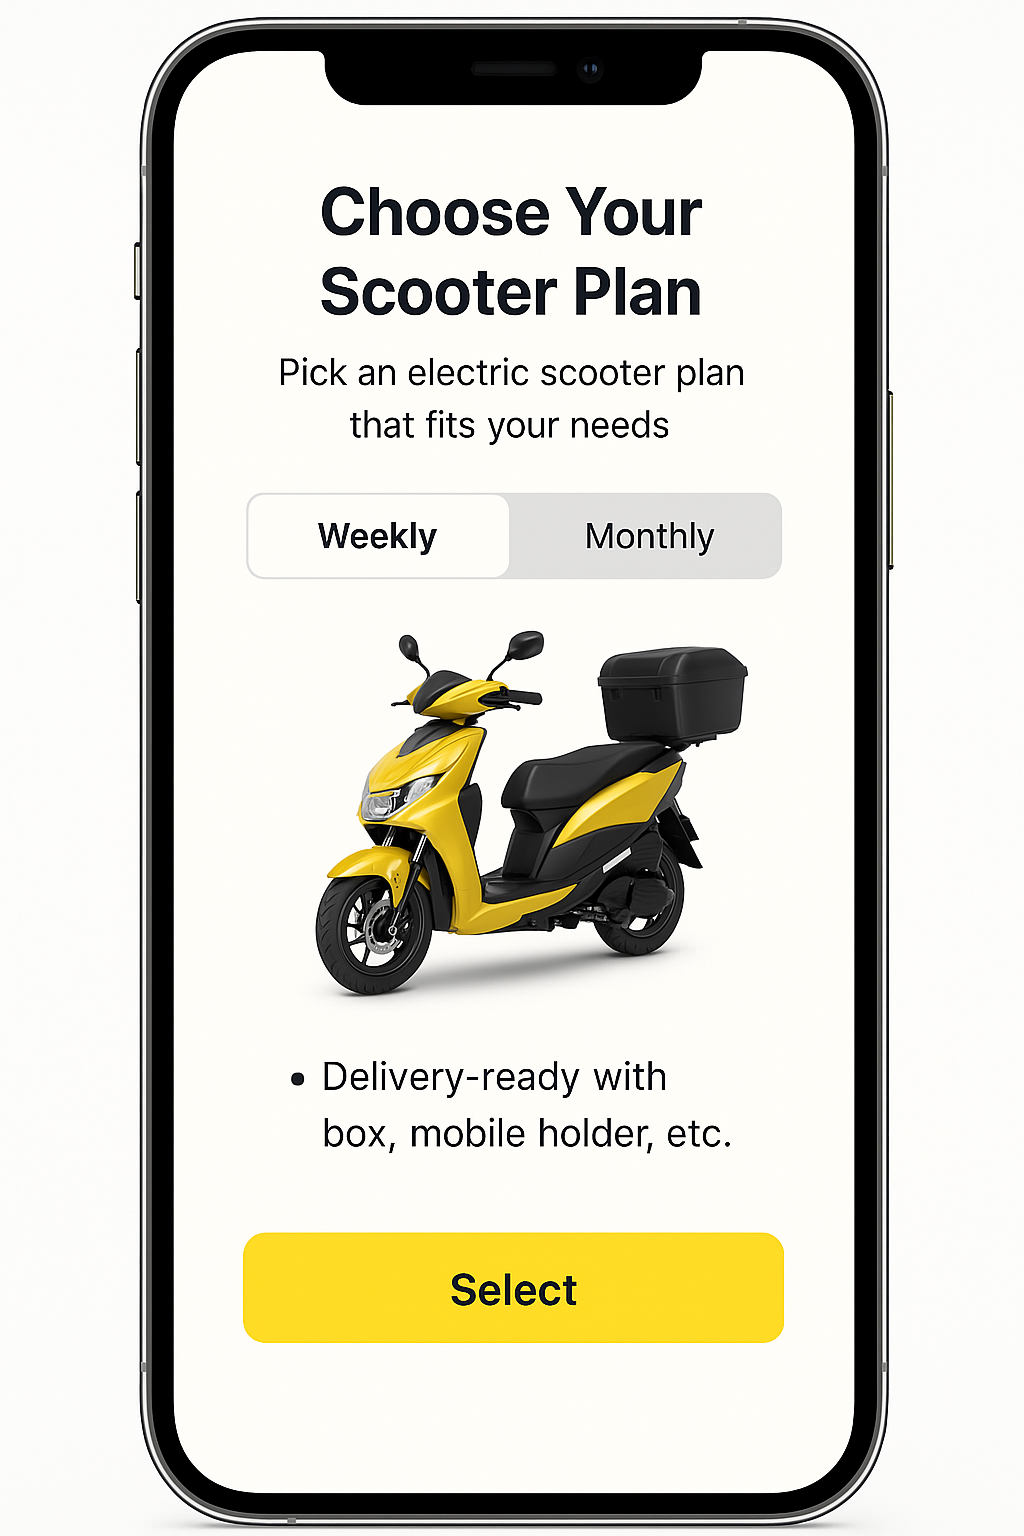 Choose Your
Scooter Plan
Pick an electric scooter plan
that fits your needs
Weekly
Monthly
• Delivery-ready with
box, mobile holder, etc.
Select